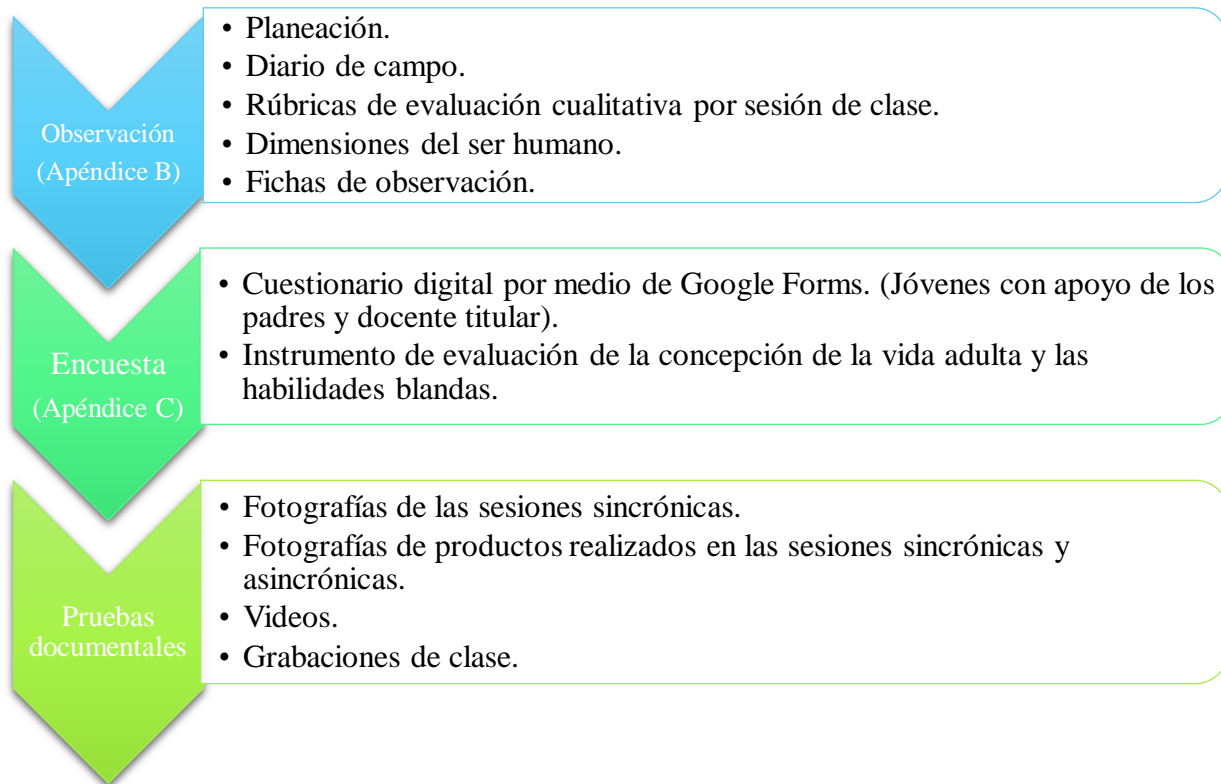 Observación
(Apéndice B)
• Planeación.
• Diario de campo.
• Rúbricas de evaluación cualitativa por sesión de clase.
• Dimensiones del ser humano.
• Fichas de observación.
Encuesta
(Apéndice C)
• Cuestionario digital por medio de Google Forms. (Jóvenes con apoyo de los
padres y docente titular).
• Instrumento de evaluación de la concepción de la vida adulta y las
habilidades blandas.
Pruebas
documentales
• Fotografías de las sesiones sincrónicas.
• Fotografías de productos realizados en las sesiones sincrónicas y
asincrónicas.
• Videos.
• Grabaciones de clase.